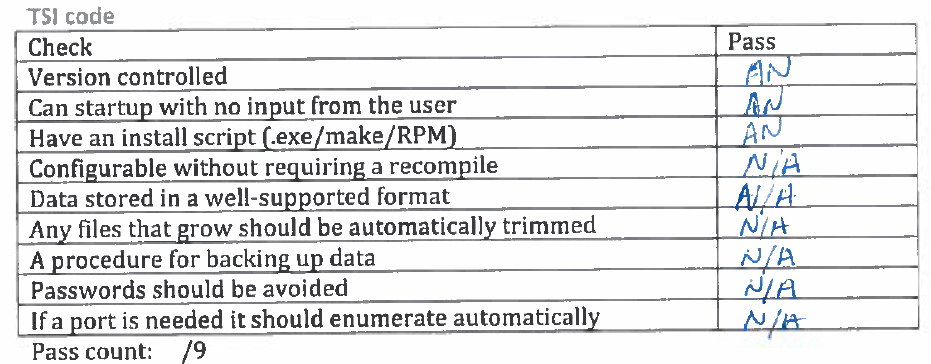 TSI code
Check Pass
Version controlled AN
Can startup with no input from the user AN
Have an install script (.exe/make/RPM) AN
Configurable without requiring a recompile N/A
Data stored in a well-supported format N/A
Any files that grow should be automatically trimmed N/A
A procedure for backing up data N/A
Passwords should be avoided N/A
If a port is needed it should enumerate automatically N/A
Pass count: /9